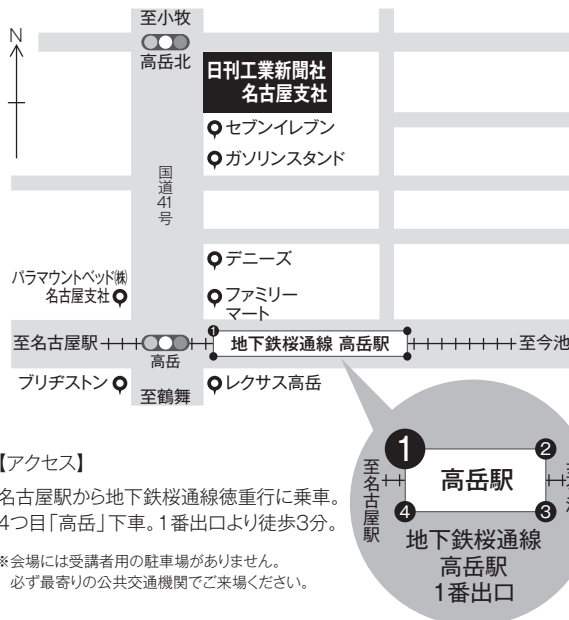 至小牧
N
高岳北
日刊工業新聞社
名古屋支社
セブンイレブン
ガソリンスタンド
国道41号
デニーズ
パラマウントベッド㈱
名古屋支社
ファミリー
マート
至名古屋駅
1
地下鉄桜通線 高岳駅
至今池
高岳
ブリヂストン
至鶴舞
レクサス高岳
【アクセス】
名古屋駅から地下鉄桜通線徳重行に乗車。
4つ目「高岳」下車。1番出口より徒歩3分。
※会場には受講者用の駐車場がありません。
必ず最寄りの公共交通機関でご来場ください。
1
2
至名古屋駅
高岳駅
4
3
地下鉄桜通線
高岳駅
1番出口